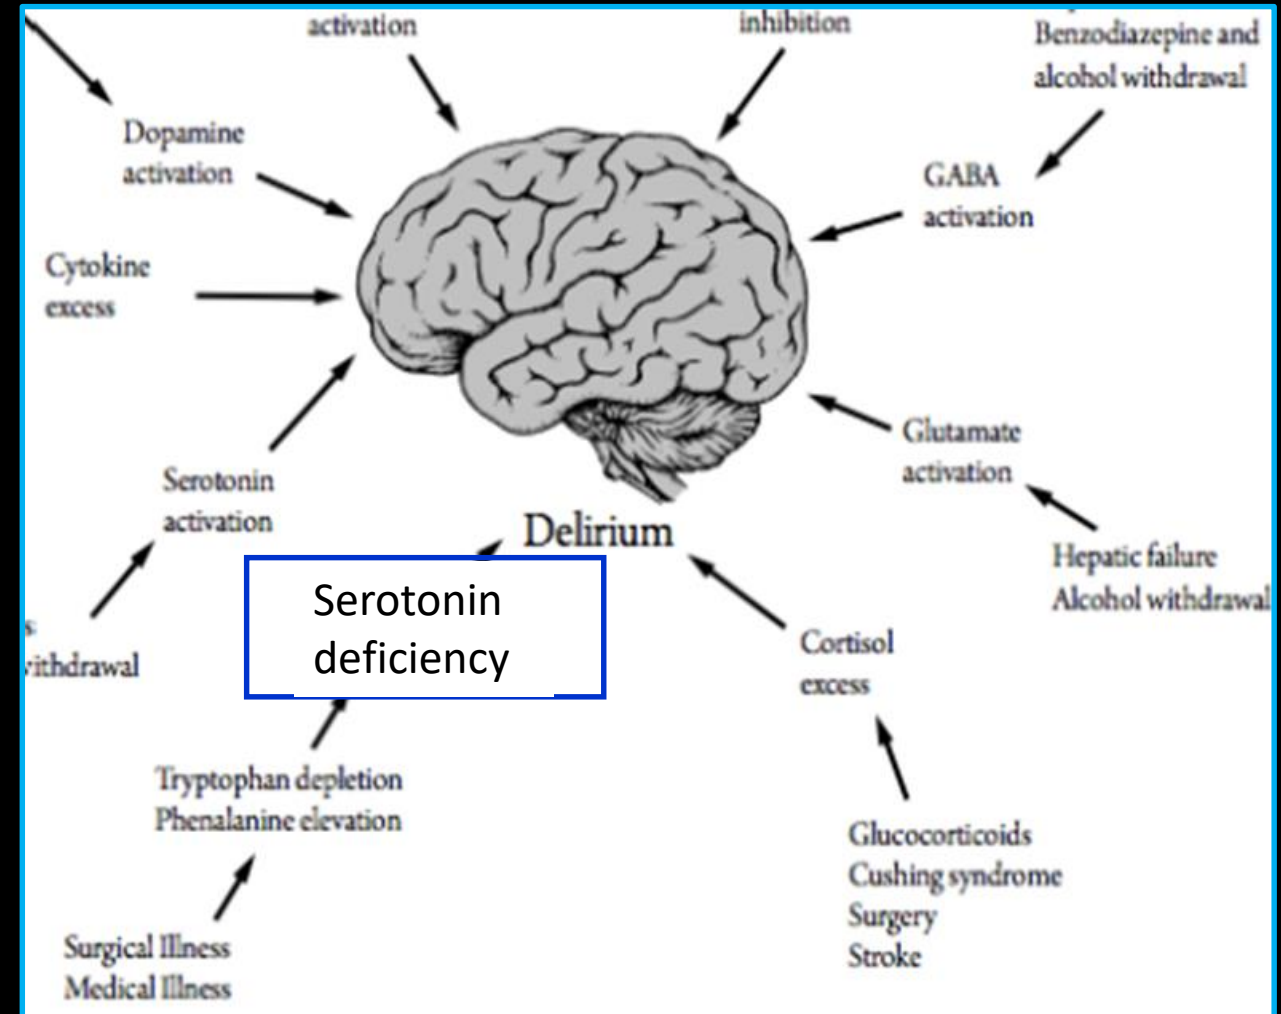 activation
inhibition
Benzodiazepine and
alcohol withdrawal
Dopamine
activation
GABA
activation
Cytokine
excess
Serotonin
activation
Glutamate
activation
Delirium
Hepatic failure
Alcohol withdrawal
Serotonin
deficiency
Cortisol
excess
Tryptophan depletion
Phenalanine elevation
Glucocorticoids
Cushing syndrome
Surgery
Stroke
Surgical Illness
Medical Illness